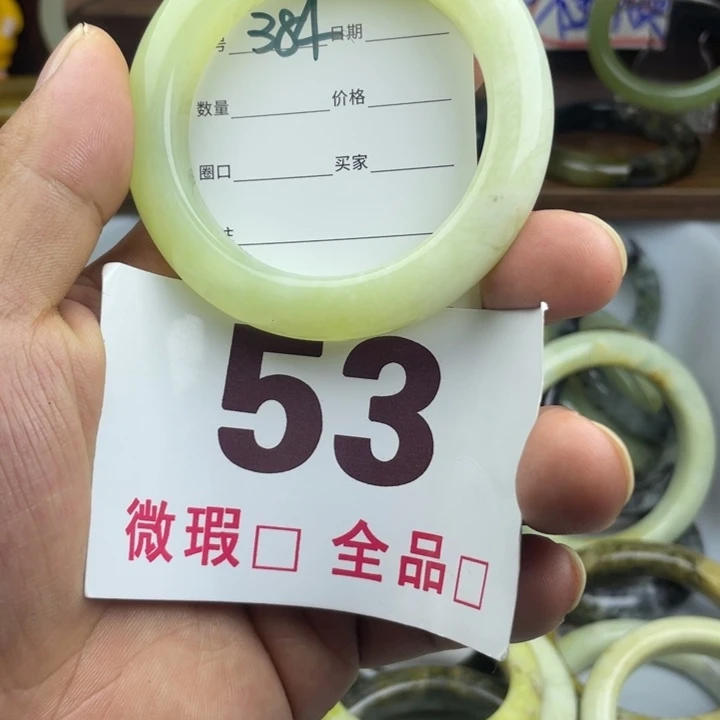 号 384 日期
数量 价格
圈口 买家
53
微瑕□ 全品□